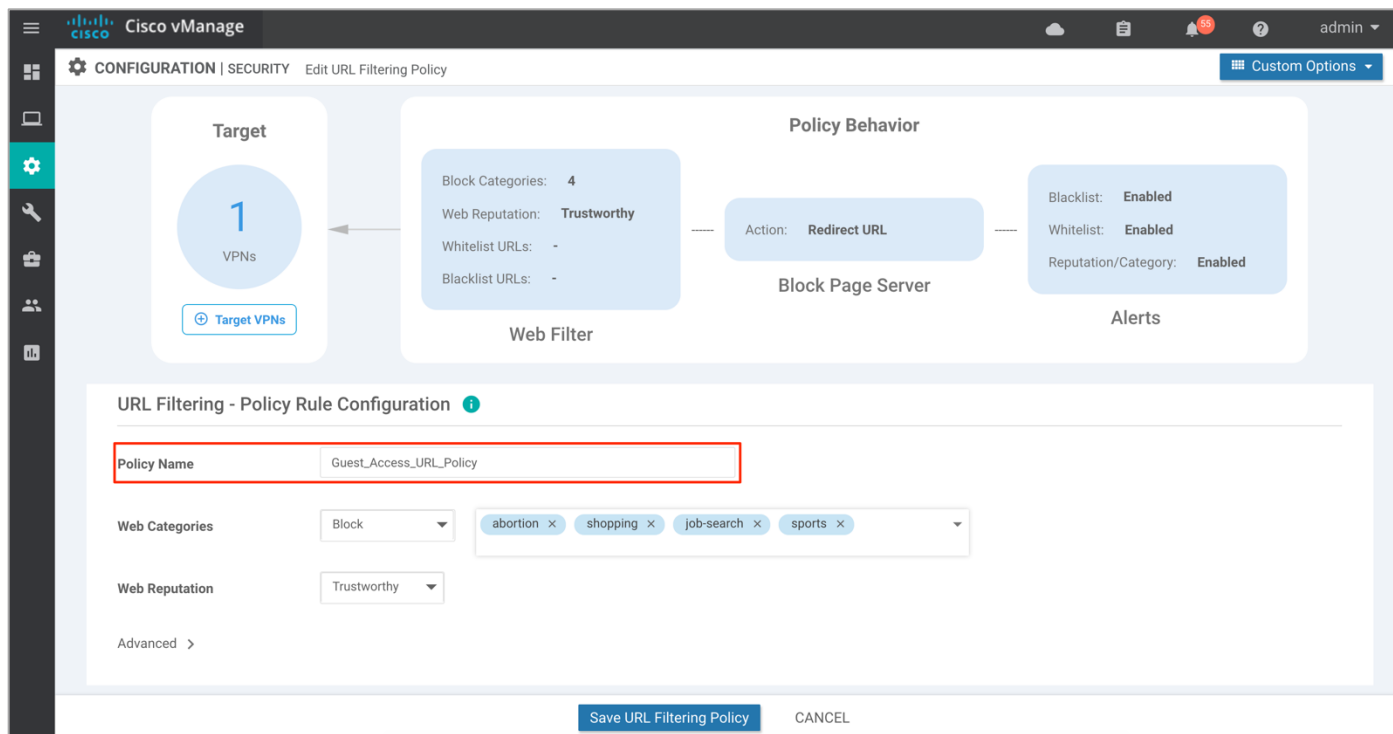 cisco Cisco vManage 55 admin
CONFIGURATION | SECURITY Edit URL Filtering Policy Custom Options
Target
1
VPNs
Target VPNs
Policy Behavior
Block Categories: 4
Web Reputation: Trustworthy
Whitelist URLs: -
Blacklist URLs: -
Web Filter
Action: Redirect URL
Block Page Server
Blacklist: Enabled
Whitelist: Enabled
Reputation/Category: Enabled
Alerts
URL Filtering - Policy Rule Configuration i
Policy Name Guest_Access_URL_Policy
Web Categories Block abortion × shopping × job-search × sports ×
Web Reputation Trustworthy
Advanced >
Save URL Filtering Policy CANCEL